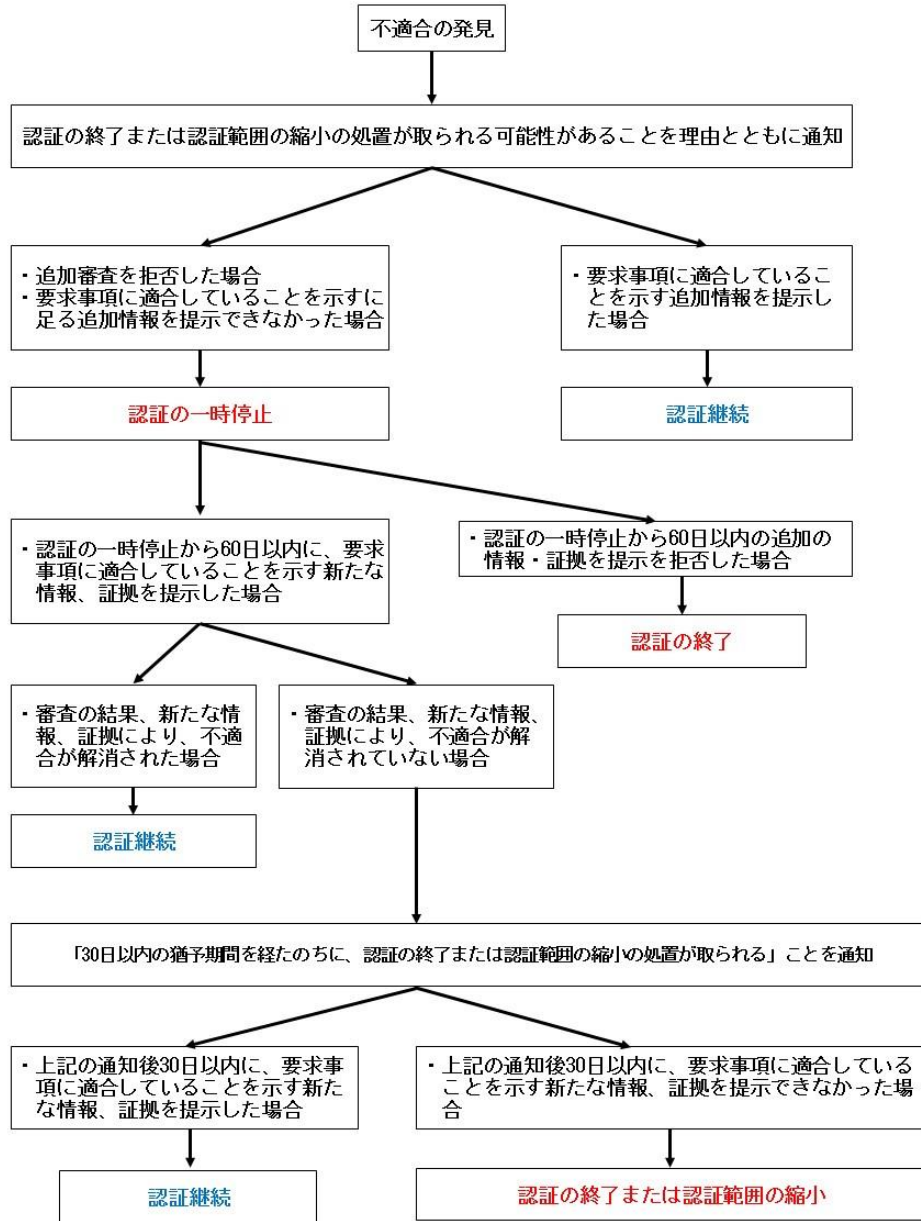 不適合の発見
認証の終了または認証範囲の縮小の処置が取られる可能性があることを理由とともに通知
・追加審査を拒否した場合
・要求事項に適合していることを示すに
足る追加情報を提示できなかった場合
・要求事項に適合しているこ
とを示す追加情報を提示し
た場合
認証の一時停止
認証継続
・認証の一時停止から60日以内に、要求
事項に適合していることを示す新たな
情報、証拠を提示した場合
・認証の一時停止から60日以内の追加の
情報・証拠を提示を拒否した場合
認証の終了
・審査の結果、新たな情
報、証拠により、不適
合が解消された場合
・審査の結果、新たな情報、
証拠により、不適合が解
消されていない場合
認証継続
「30日以内の猶予期間を経たのちに、認証の終了または認証範囲の縮小の処置が取られる」ことを通知
・上記の通知後30日以内に、要求事
項に適合していることを示す新た
な情報、証拠を提示した場合
・上記の通知後30日以内に、要求事項に適合している
ことを示す新たな情報、証拠を提示できなかった場
合
認証継続
認証の終了または認証範囲の縮小